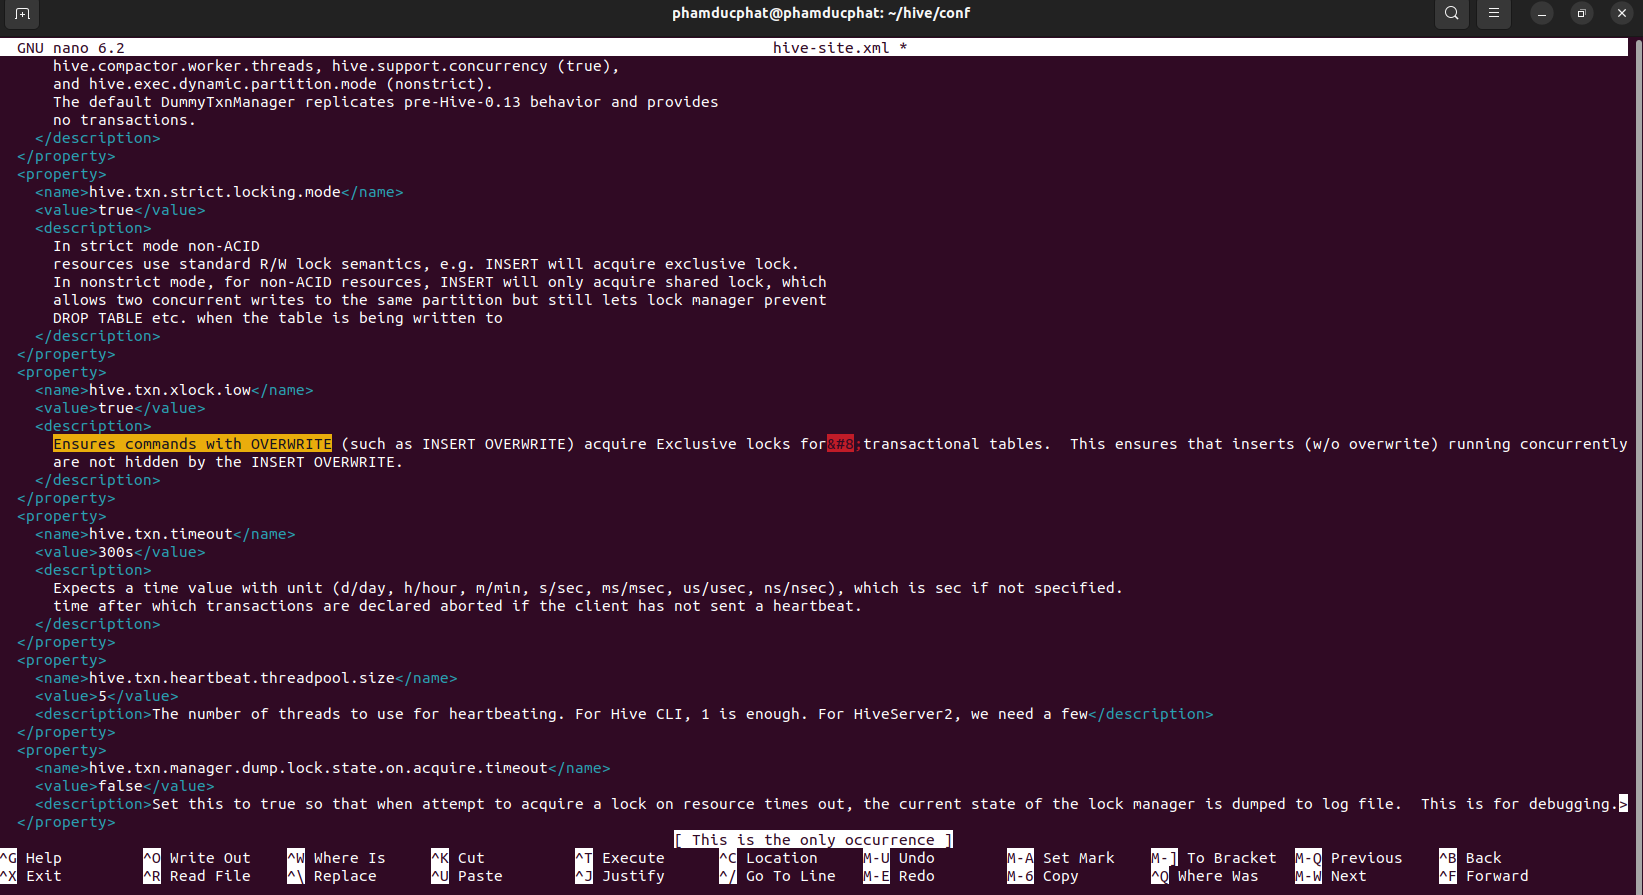 phamducphat@phamducphat: ~/hive/conf
GNU nano 6.2 hive-site.xml *
hive.compactor.worker.threads, hive.support.concurrency (true),
and hive.exec.dynamic.partition.mode (nonstrict).
The default DummyTxnManager replicates pre-Hive-0.13 behavior and provides
no transactions.
</description>
</property>
<property>
<name>hive.txn.strict.locking.mode</name>
<value>true</value>
<description>
In strict mode non-ACID
resources use standard R/W lock semantics, e.g. INSERT will acquire exclusive lock.
In nonstrict mode, for non-ACID resources, INSERT will only acquire shared lock, which
allows two concurrent writes to the same partition but still lets lock manager prevent
DROP TABLE etc. when the table is being written to
</description>
</property>
<property>
<name>hive.txn.xlock.iow</name>
<value>true</value>
<description>
Ensures commands with OVERWRITE (such as INSERT OVERWRITE) acquire Exclusive locks for&#8;transactional tables.  This ensures that inserts (w/o overwrite) running concurrently
are not hidden by the INSERT OVERWRITE.
</description>
</property>
<property>
<name>hive.txn.timeout</name>
<value>300s</value>
<description>
Expects a time value with unit (d/day, h/hour, m/min, s/sec, ms/msec, us/usec, ns/nsec), which is sec if not specified.
time after which transactions are declared aborted if the client has not sent a heartbeat.
</description>
</property>
<property>
<name>hive.txn.heartbeat.threadpool.size</name>
<value>5</value>
<description>The number of threads to use for heartbeating. For Hive CLI, 1 is enough. For HiveServer2, we need a few</description>
</property>
<property>
<name>hive.txn.manager.dump.lock.state.on.acquire.timeout</name>
<value>false</value>
<description>Set this to true so that when attempt to acquire a lock on resource times out, the current state of the lock manager is dumped to log file.  This is for debugging.>
</property>
[ This is the only occurrence ]
^G Help ^O Write Out ^W Where Is ^K Cut ^T Execute ^C Location M-U Undo M-A Set Mark M-] To Bracket M-Q Previous ^B Back
^X Exit ^R Read File ^\ Replace ^U Paste ^J Justify ^/ Go To Line M-E Redo M-6 Copy ^Q Where Was M-W Next ^F Forward